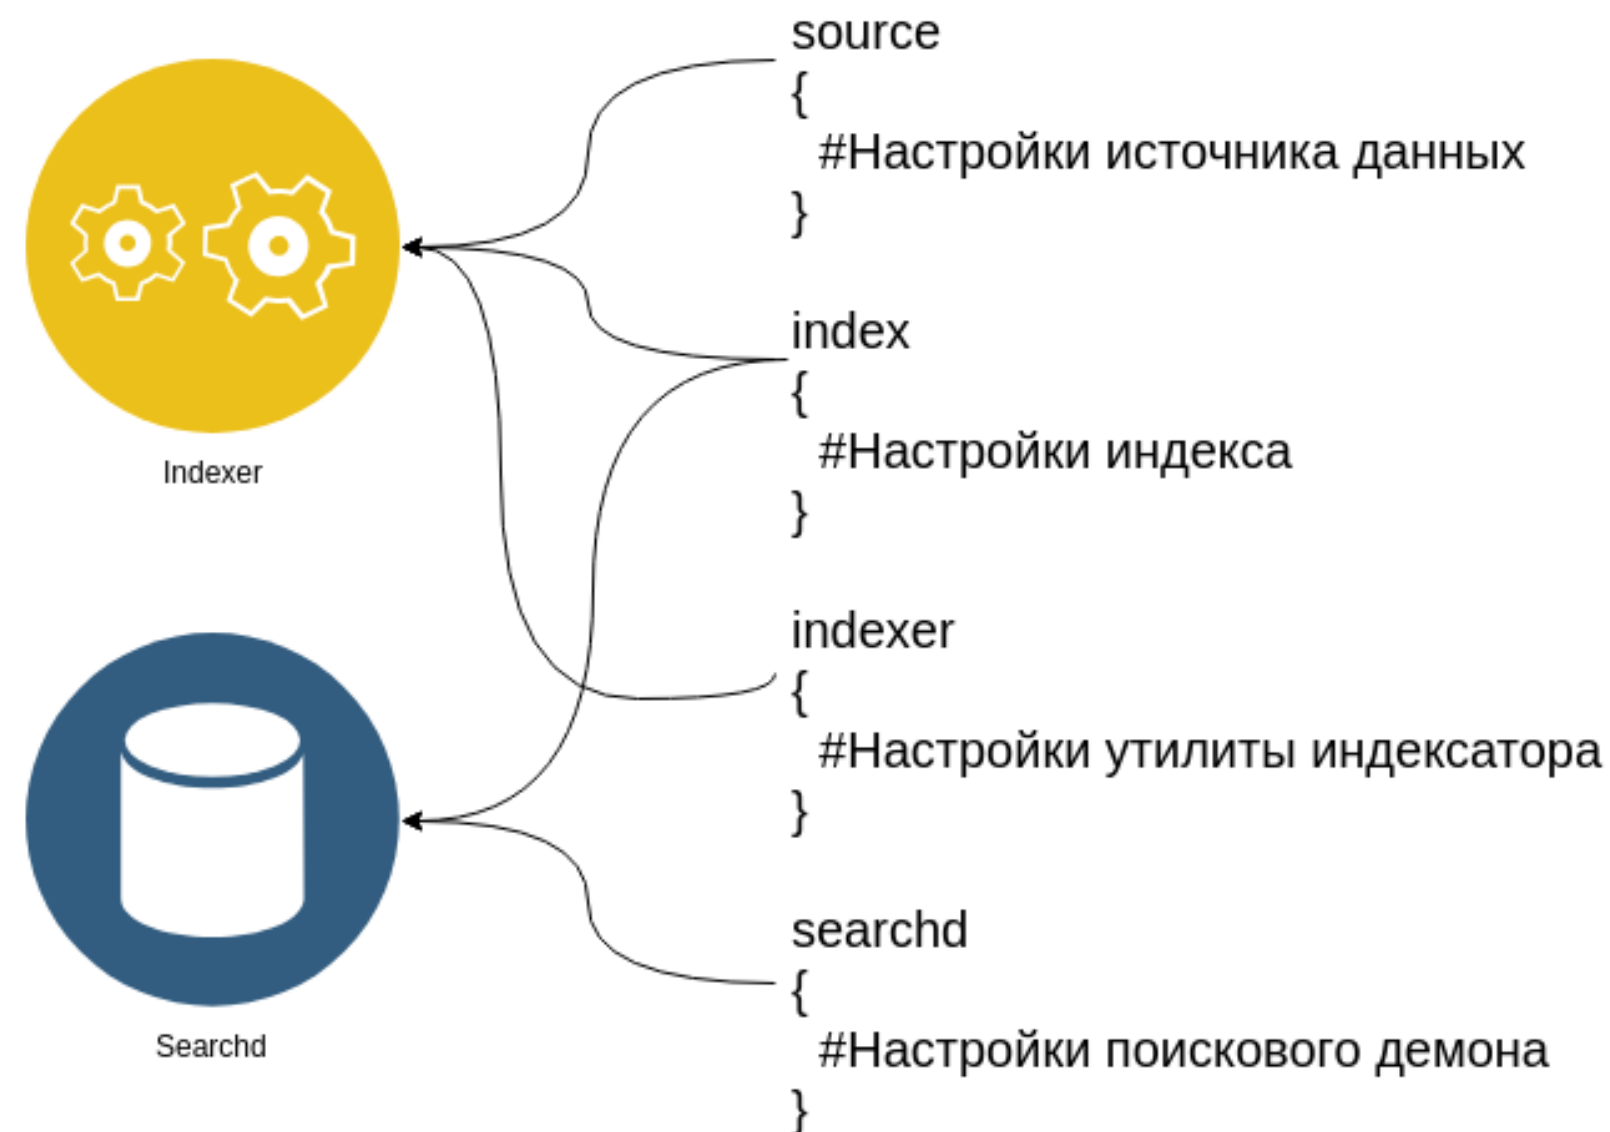 source
{
#Настройки источника данных
}
index
{
#Настройки индекса
}
Indexer
indexer
{
#Настройки утилиты индексатора
}
searchd
{
#Настройки поискового демона
}
Searchd